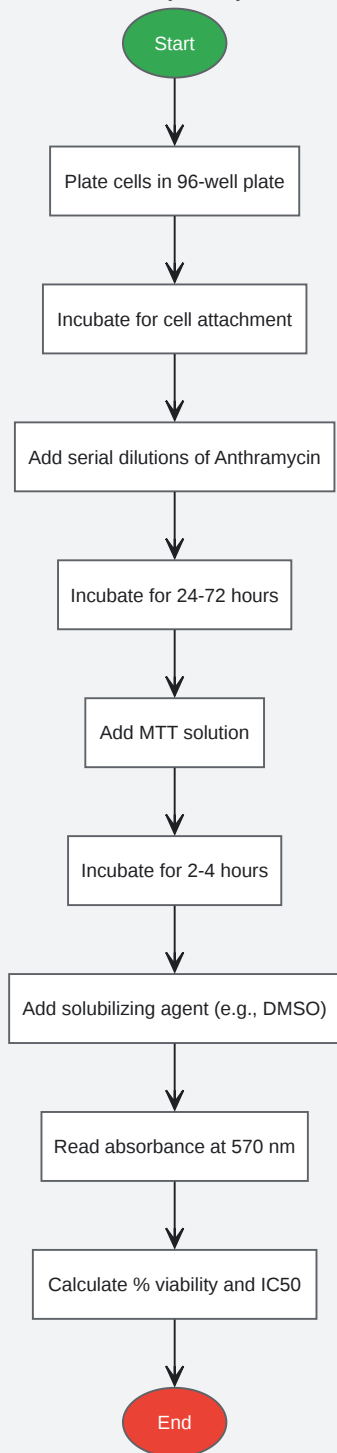 Start
Plate cells in 96-well plate
Incubate for cell attachment
Add serial dilutions of Anthramycin
Incubate for 24-72 hours
Add MTT solution
Incubate for 2-4 hours
Add solubilizing agent (e.g., DMSO)
Read absorbance at 570 nm
Calculate % viability and IC50
End